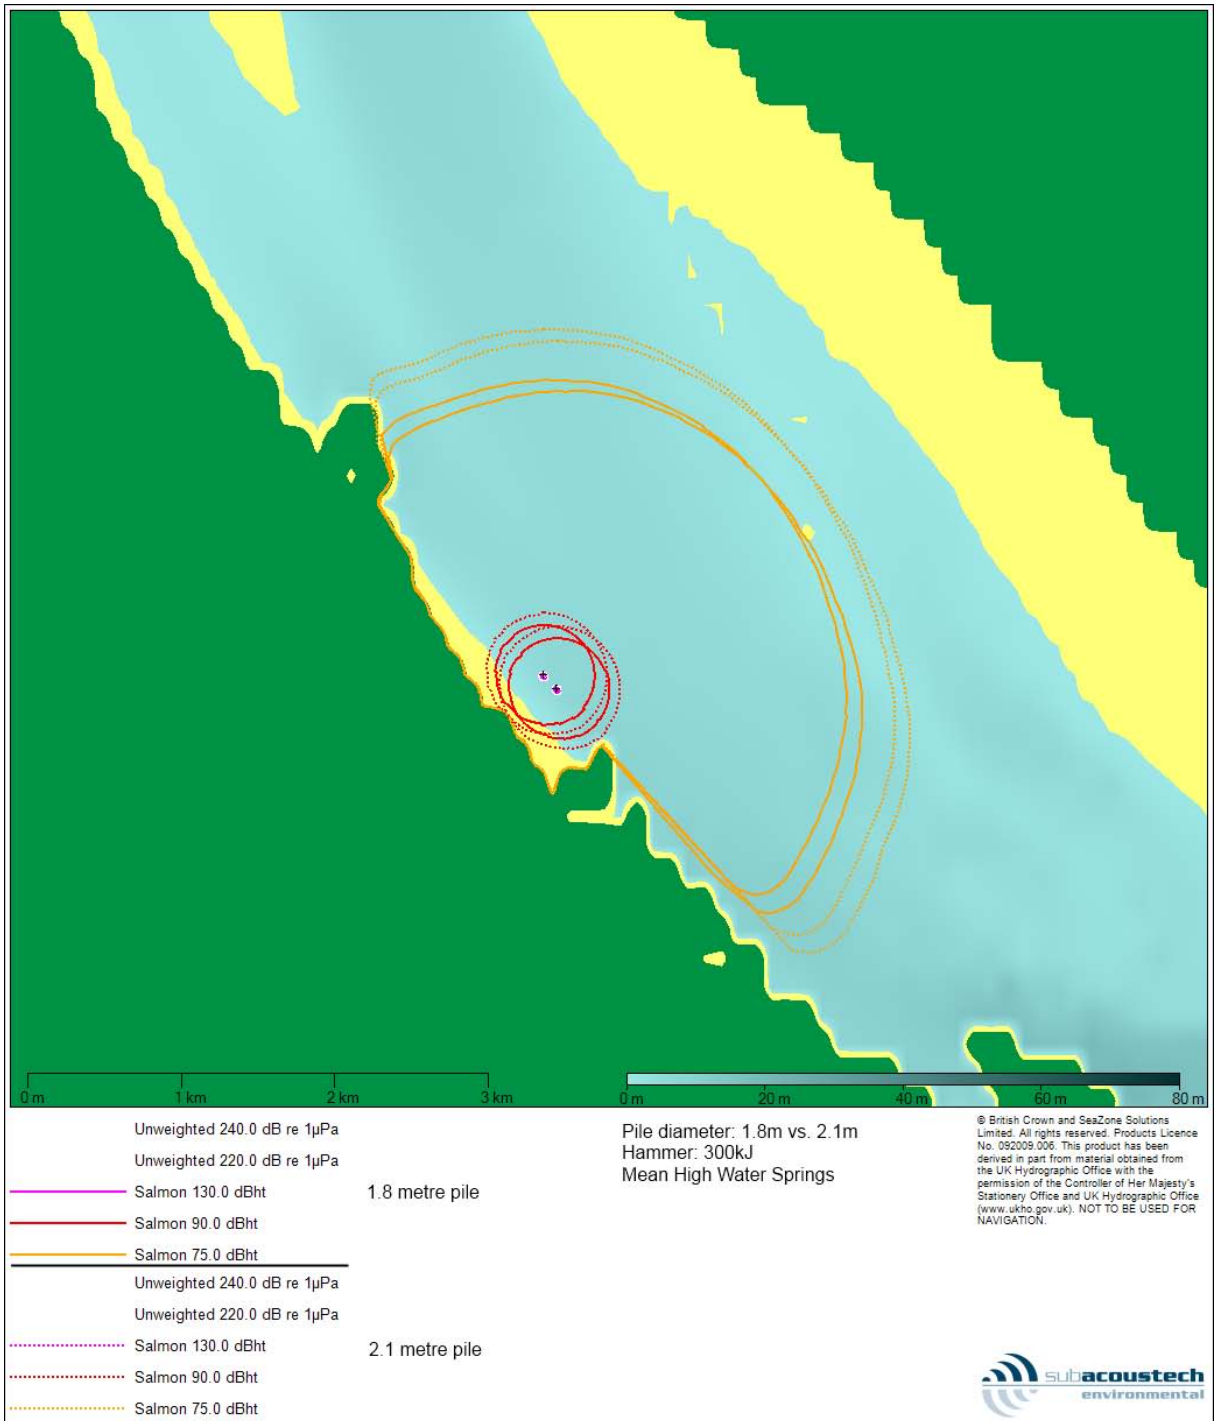 0 m 1 km 2 km 3 km
0 m 20 m 40 m 60 m 80 m
Unweighted 240.0 dB re 1µPa
Unweighted 220.0 dB re 1µPa
Salmon 130.0 dBht
Salmon 90.0 dBht
Salmon 75.0 dBht
1.8 metre pile
Unweighted 240.0 dB re 1µPa
Unweighted 220.0 dB re 1µPa
Salmon 130.0 dBht
Salmon 90.0 dBht
Salmon 75.0 dBht
2.1 metre pile
Pile diameter: 1.8m vs. 2.1m
Hammer: 300kJ
Mean High Water Springs
© British Crown and SeaZone Solutions
Limited. All rights reserved. Products Licence
No. 092009.006. This product has been
derived in part from material obtained from
the UK Hydrographic Office with the
permission of the Controller of Her Majesty's
Stationery Office and UK Hydrographic Office
(www.ukho.gov.uk). NOT TO BE USED FOR
NAVIGATION.
subacoustech
environmental